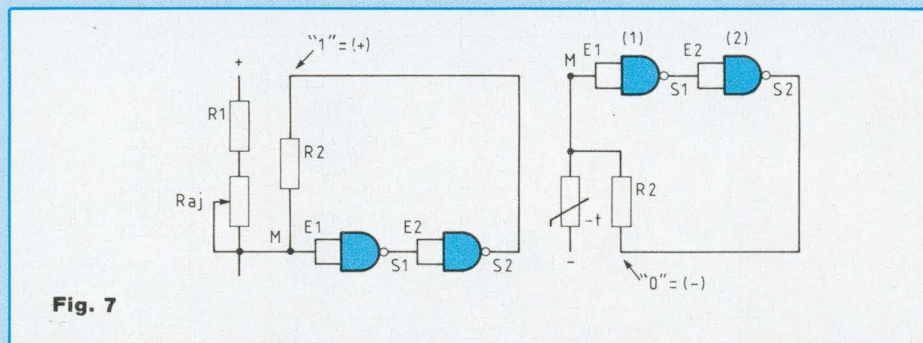 "1"=(+)
+
R1
Raj
R2
M
E1
S1
E2
S2
M
E1
(1)
S1
E2
(2)
S2
R2
-t
-
"0"=(-)
Fig. 7